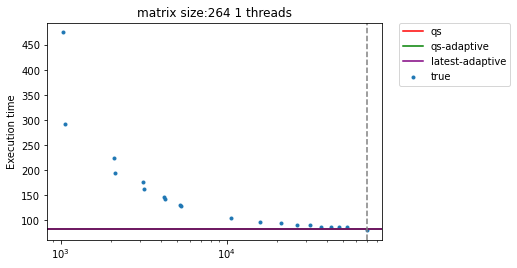 matrix size:264 1 threads
450
400
350
300
250
200
150
100
Execution time
10³
10⁴
qs
qs-adaptive
latest-adaptive
true